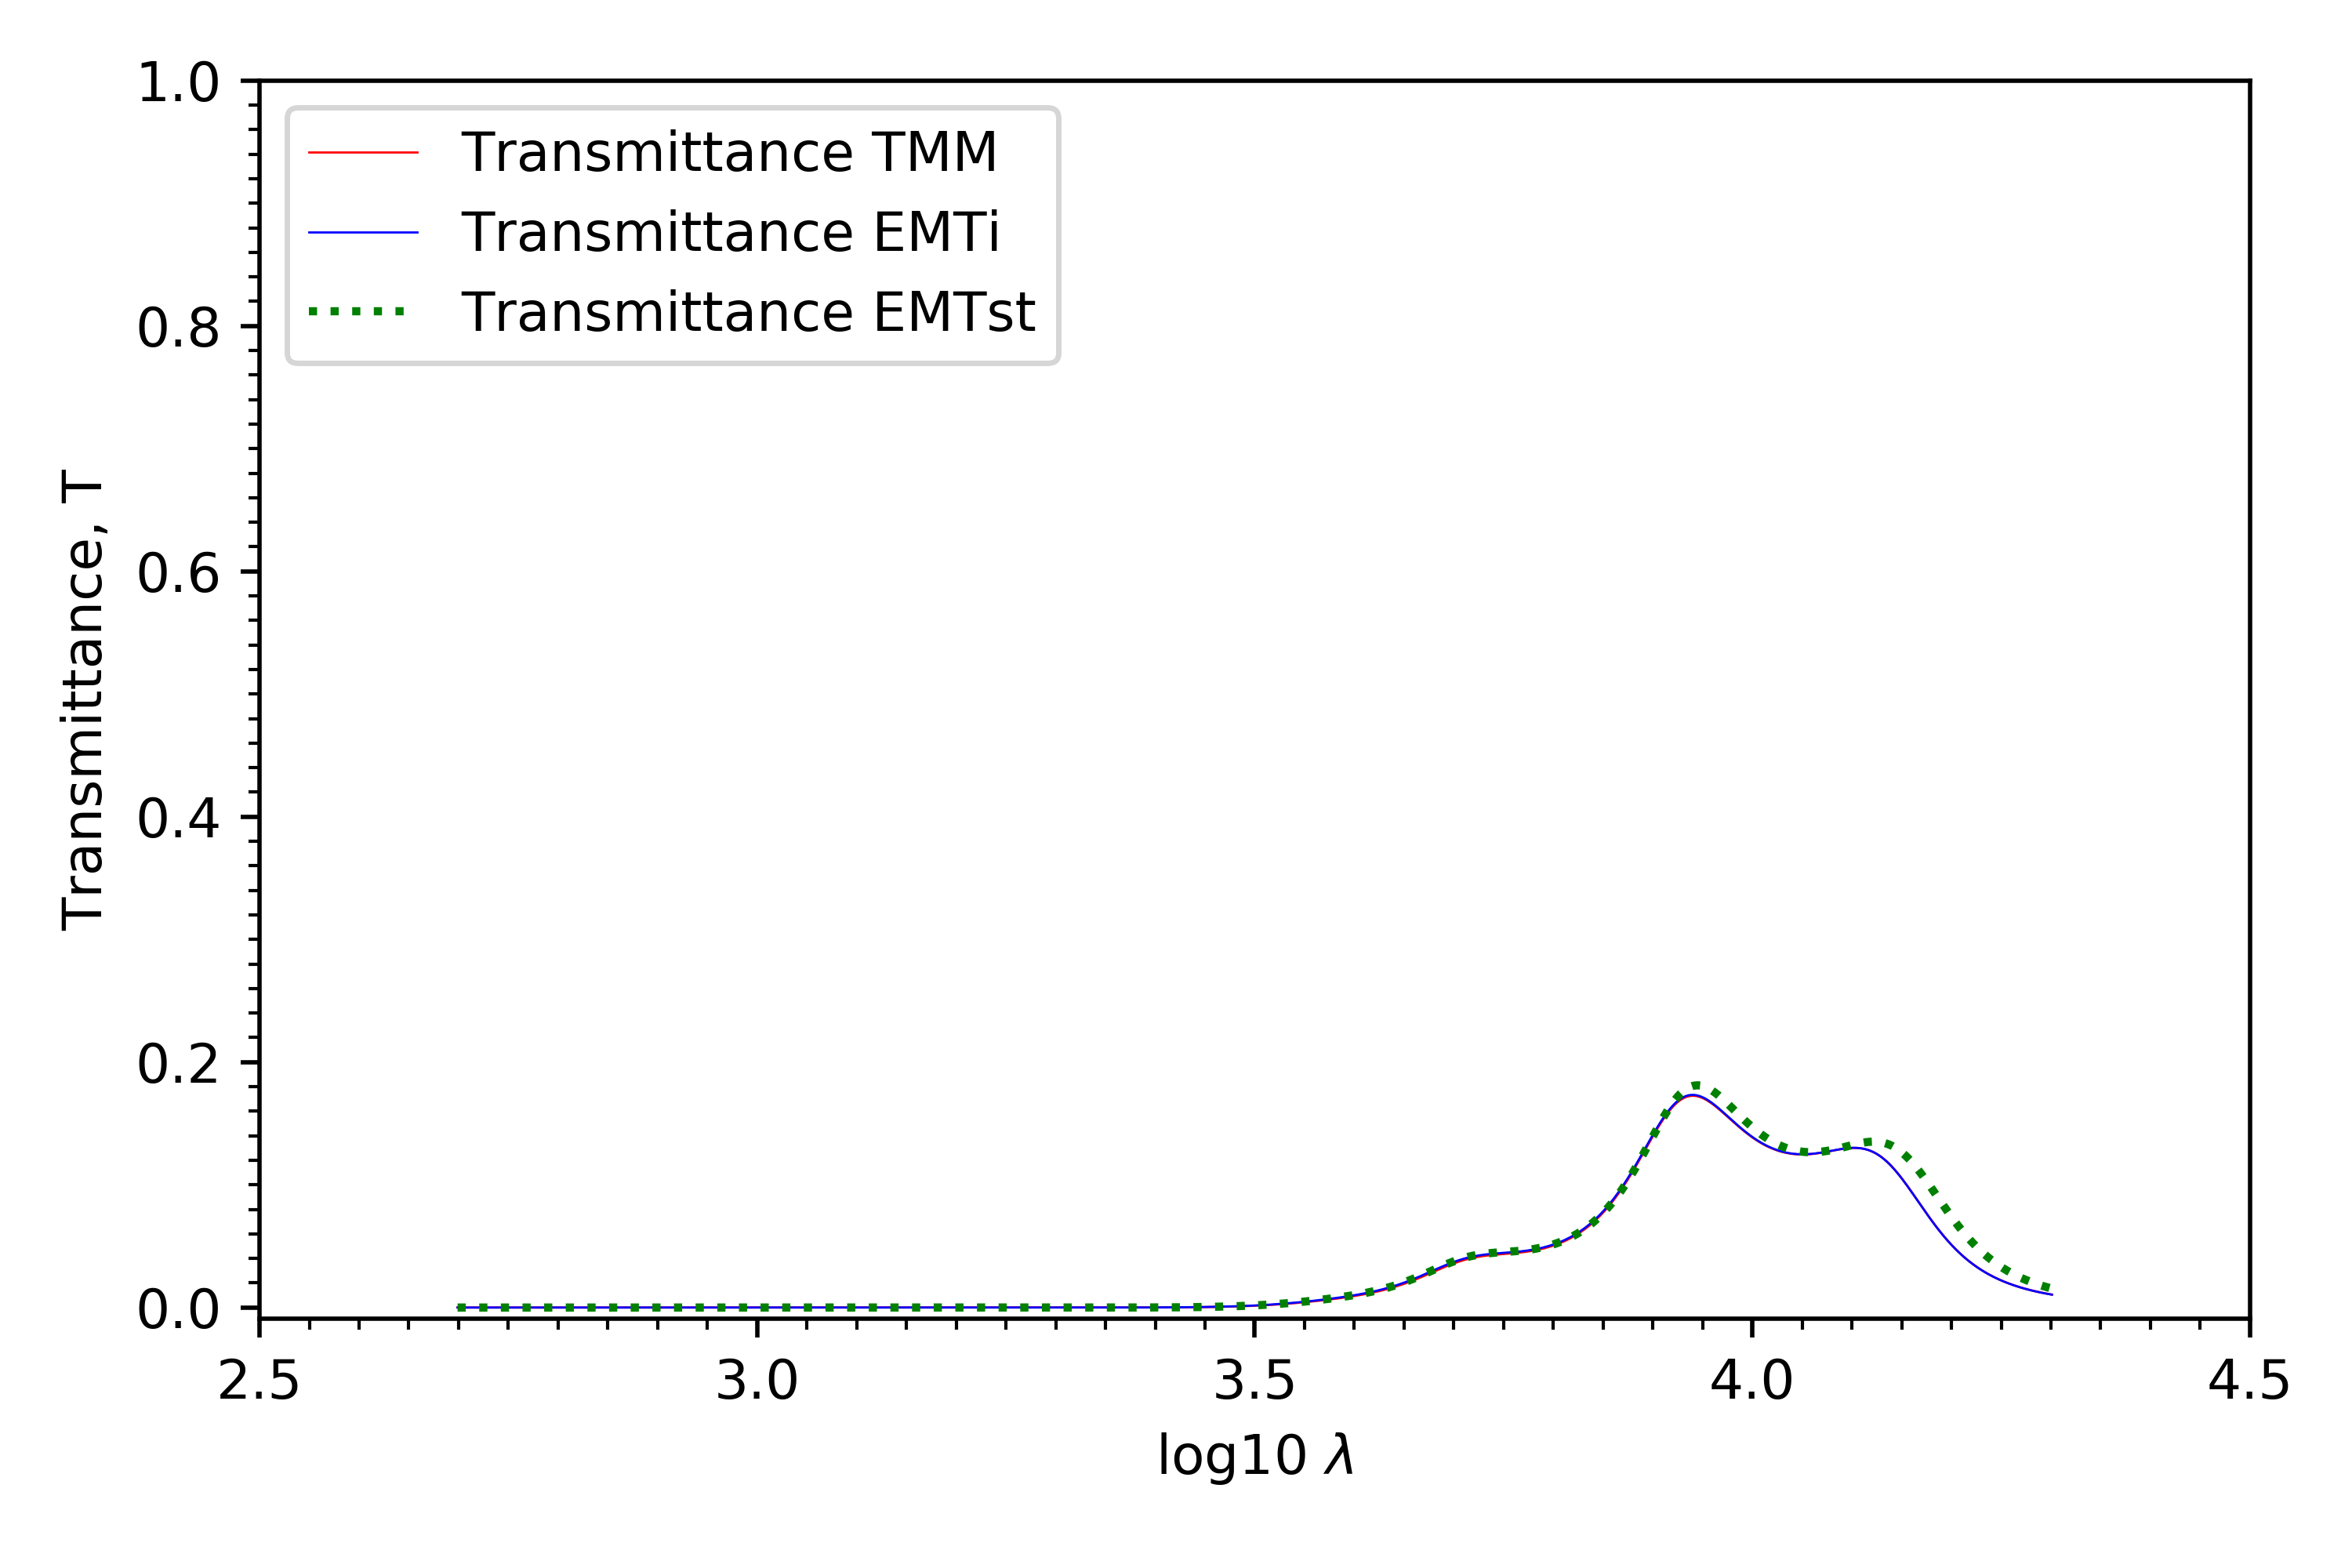 1.0
0.8
0.6
0.4
0.2
0.0
Transmittance, T
Transmittance TMM
Transmittance EMTi
Transmittance EMTst
2.5
3.0
3.5
4.0
4.5
log10 λ